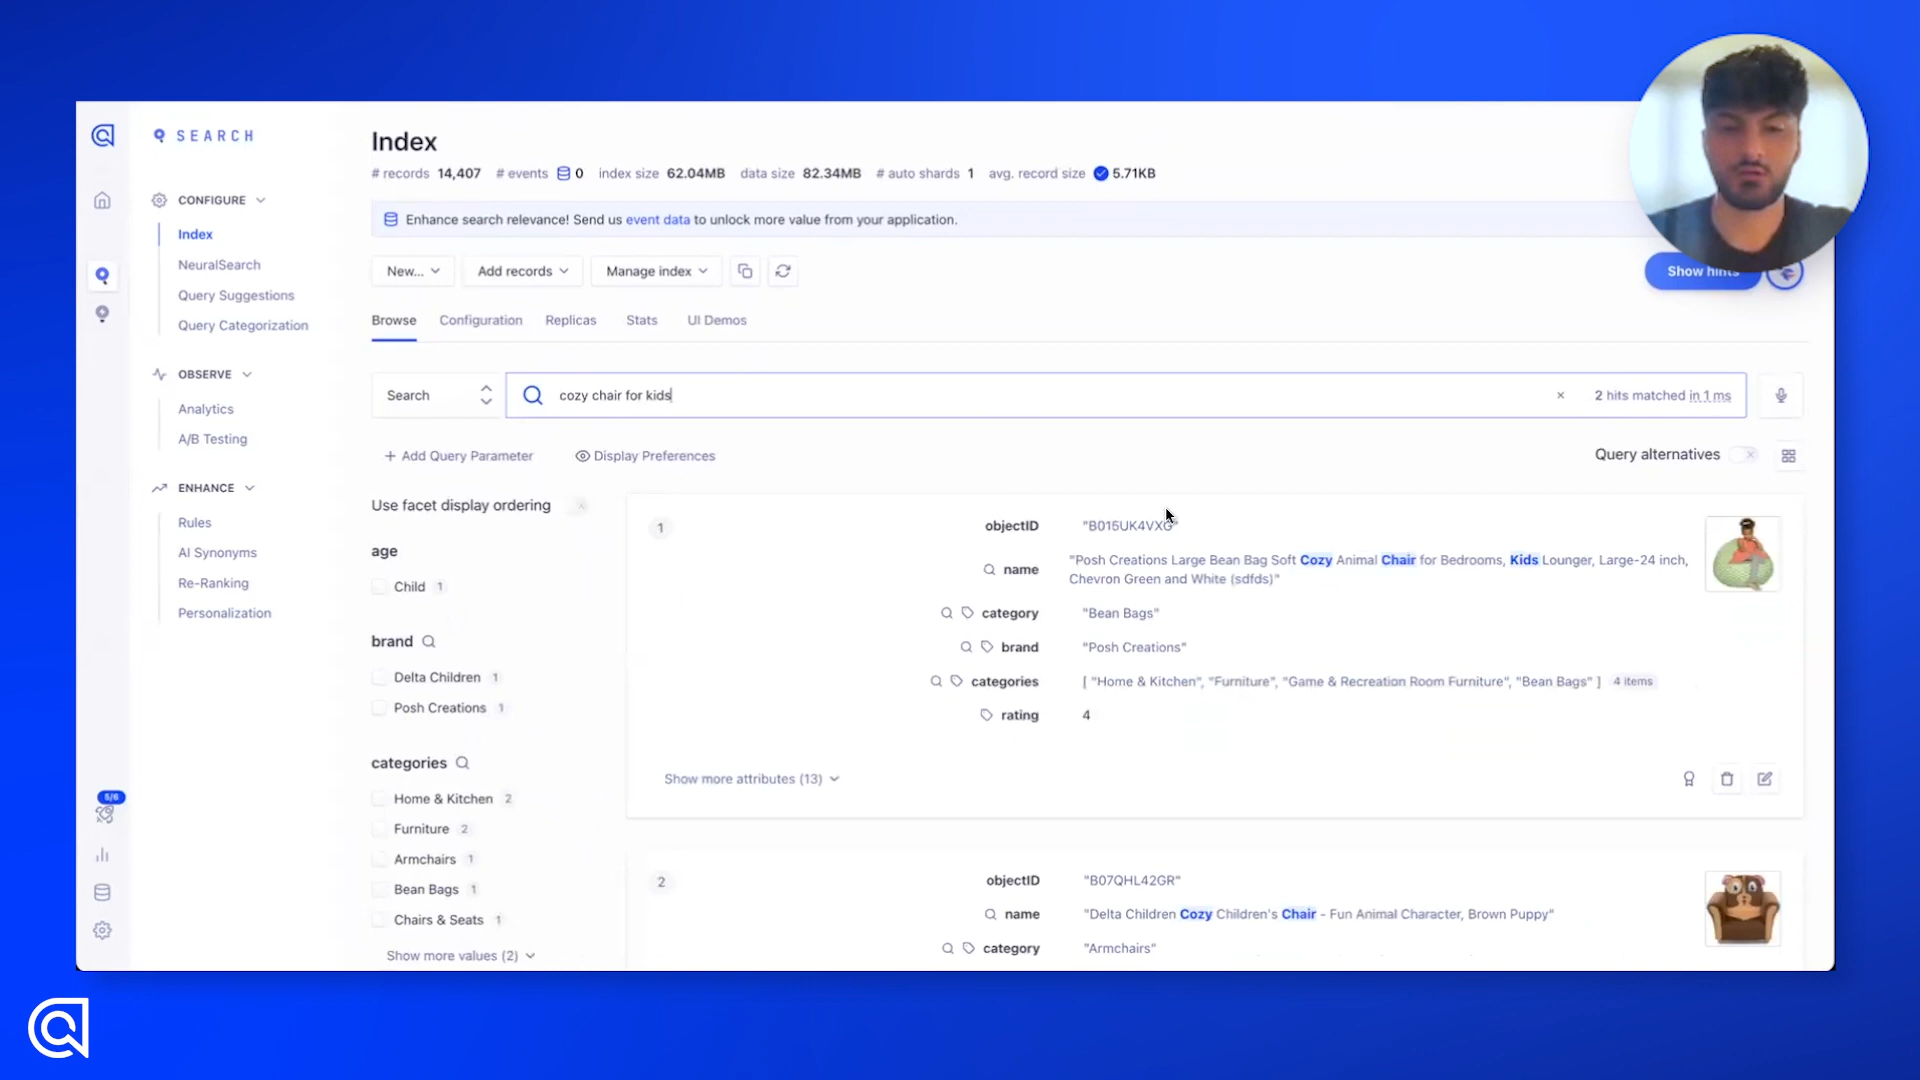 SEARCH
CONFIGURE
Index
NeuralSearch
Query Suggestions
Query Categorization
OBSERVE
Analytics
A/B Testing
ENHANCE
Rules
AI Synonyms
Re-Ranking
Personalization
5/6
Index
# records 14,407 # events 0 index size 62.04MB data size 82.34MB # auto shards 1 avg. record size 5.71KB
Enhance search relevance! Send us event data to unlock more value from your application.
New... Add records Manage index
Show hints
Browse Configuration Replicas Stats UI Demos
Search cozy chair for kids 2 hits matched in 1 ms
+ Add Query Parameter Display Preferences Query alternatives
Use facet display ordering
age
Child 1
brand
Delta Children 1
Posh Creations 1
categories
Home & Kitchen 2
Furniture 2
Armchairs 1
Bean Bags 1
Chairs & Seats 1
Show more values (2)
1
objectID "B015UK4VXG"
name "Posh Creations Large Bean Bag Soft Cozy Animal Chair for Bedrooms, Kids Lounger, Large-24 inch,
Chevron Green and White (sdfds)"
category "Bean Bags"
brand "Posh Creations"
categories [ "Home & Kitchen", "Furniture", "Game & Recreation Room Furniture", "Bean Bags" ] 4 items
rating 4
Show more attributes (13)
2
objectID "B07QHL42GR"
name "Delta Children Cozy Children's Chair - Fun Animal Character, Brown Puppy"
category "Armchairs"